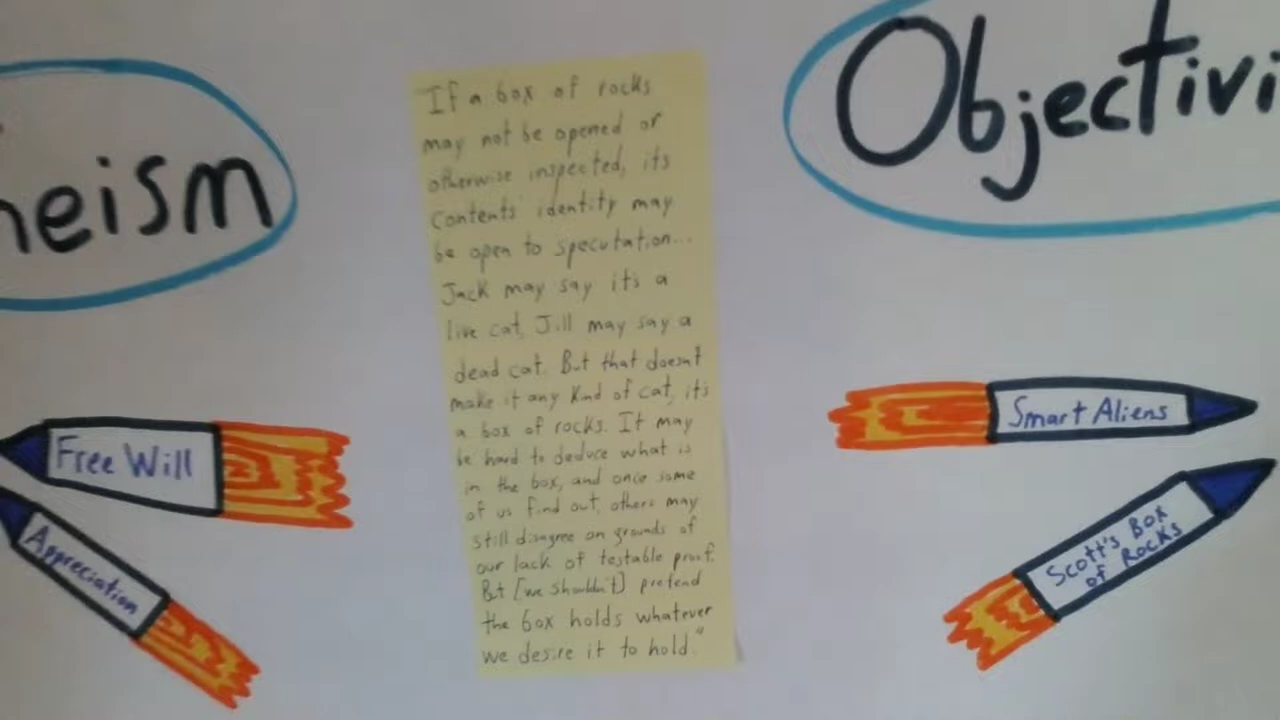 heism
Objectivi
"If a box of rocks
may not be opened or
otherwise inspected, its
contents' identity may
be open to speculation...
Jack may say it's a
live cat, Jill may say a
dead cat. But that doesn't
make it any kind of cat, it's
a box of rocks. It may
be hard to deduce what is
in the box, and once some
of us find out, others may
still disagree on grounds of
our lack of testable proof.
But [we shouldn't] pretend
the box holds whatever
we desire it to hold."
Free Will
Appreciation
Smart Aliens
Scott's Box
of Rocks